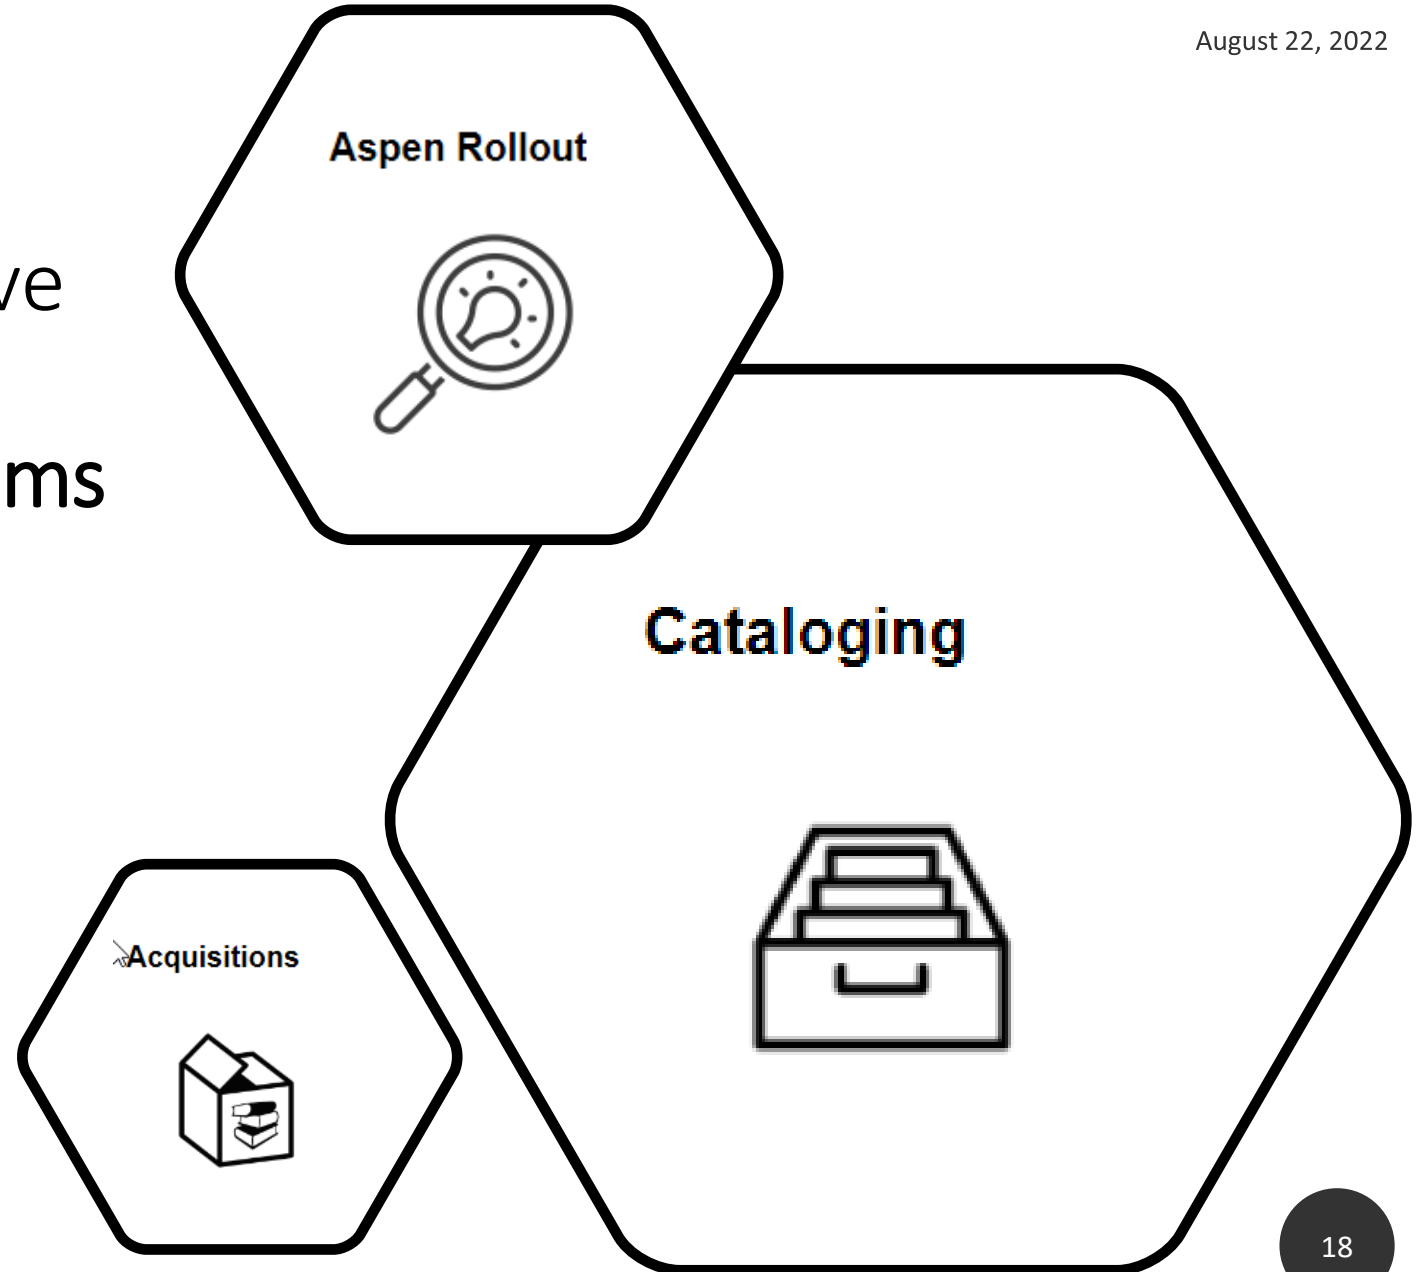 August 22, 2022
Aspen Rollout
ve
ms
Cataloging
Acquisitions
18